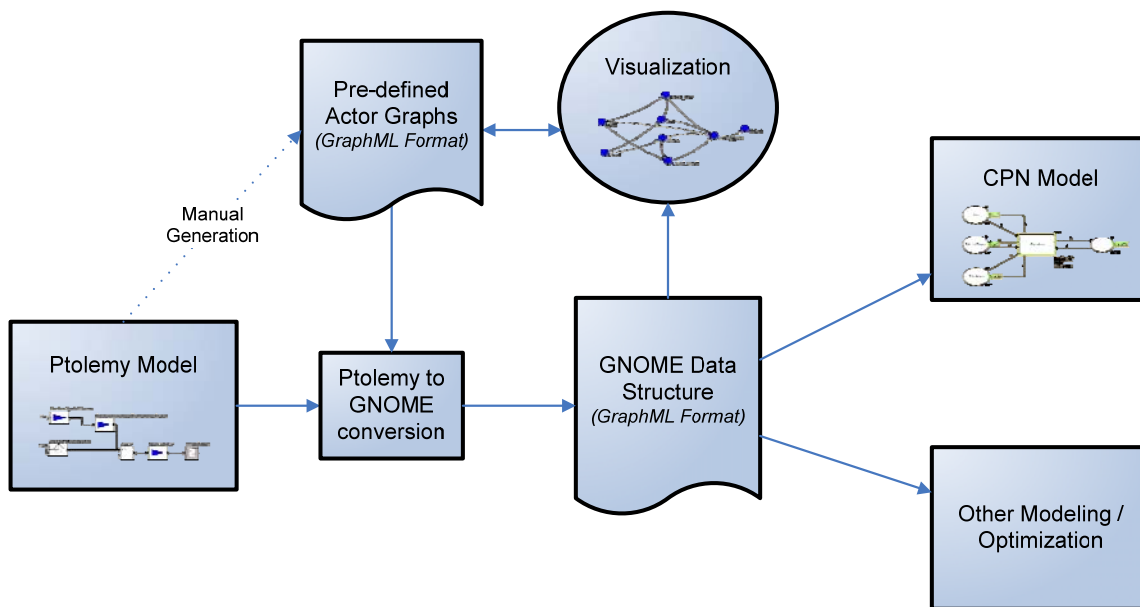 Pre-defined
Actor Graphs
(GraphML Format)
Visualization
CPN Model
Manual
Generation
Ptolemy Model
Ptolemy to
GNOME
conversion
GNOME Data
Structure
(GraphML Format)
Other Modeling /
Optimization